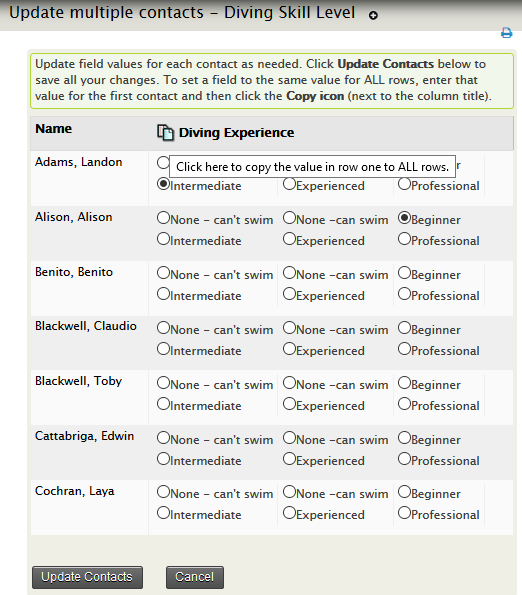 Update multiple contacts – Diving Skill Level
Update field values for each contact as needed. Click Update Contacts below to
save all your changes. To set a field to the same value for ALL rows, enter that
value for the first contact and then click the Copy icon (next to the column title).
Name Diving Experience
Adams, Landon
Click here to copy the value in row one to ALL rows.
Intermediate Experienced Professional
Alison, Alison None – can't swim None –can swim Beginner
Intermediate Experienced Professional
Benito, Benito None – can't swim None –can swim Beginner
Intermediate Experienced Professional
Blackwell, Claudio None – can't swim None –can swim Beginner
Intermediate Experienced Professional
Blackwell, Toby None – can't swim None –can swim Beginner
Intermediate Experienced Professional
Cattabriga, Edwin None – can't swim None –can swim Beginner
Intermediate Experienced Professional
Cochran, Laya None – can't swim None –can swim Beginner
Intermediate Experienced Professional
Update Contacts Cancel